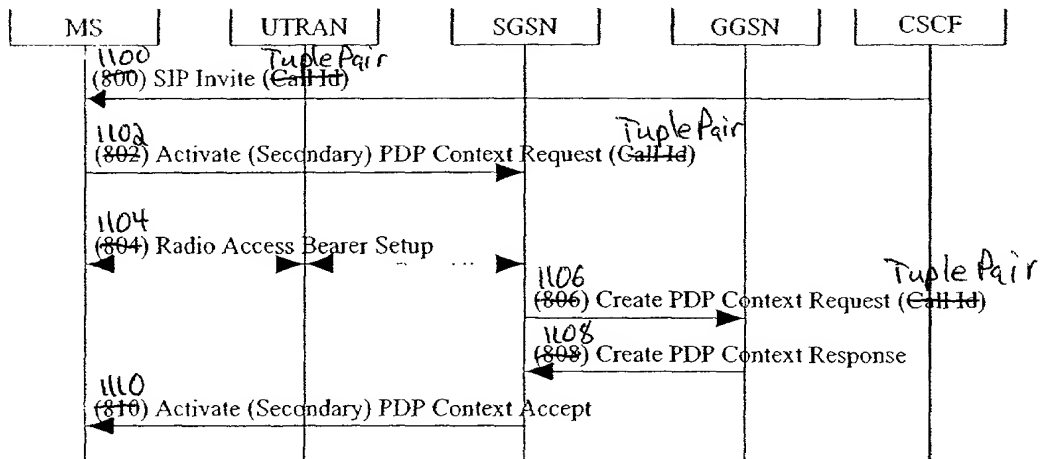 MS UTRAN SGSN GGSN CSCF
1100 Tuple Pair
(800) SIP Invite (Call Id)
1102 Tuple Pair
(802) Activate (Secondary) PDP Context Request (Call Id)
1104
(804) Radio Access Bearer Setup
1106 Tuple Pair
(806) Create PDP Context Request (Call Id)
1108
(808) Create PDP Context Response
1110
(810) Activate (Secondary) PDP Context Accept